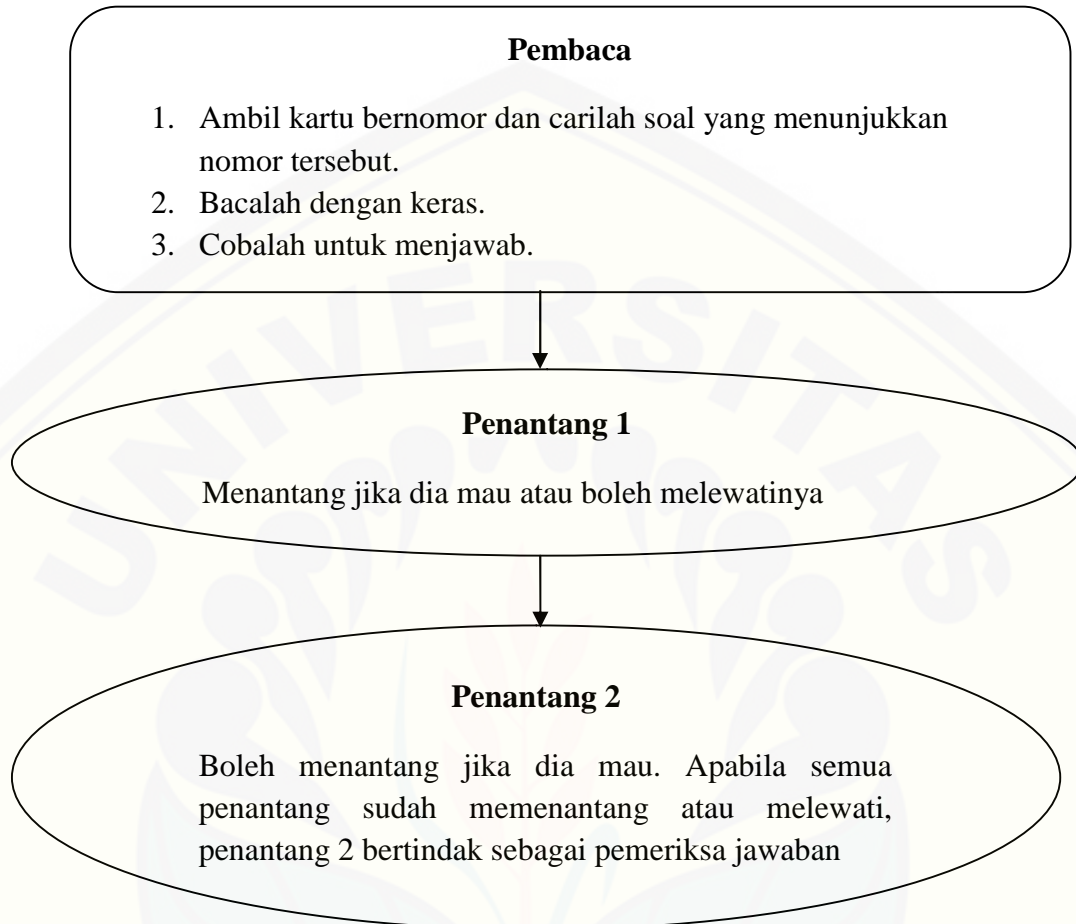 Pembaca
1. Ambil kartu bernomor dan carilah soal yang menunjukkan
nomor tersebut.
2. Bacalah dengan keras.
3. Cobalah untuk menjawab.
UNIVERSITAS
Penantang 1
Menantang jika dia mau atau boleh melewatinya
Penantang 2
Boleh menantang jika dia mau. Apabila semua
penantang sudah memenantang atau melewati,
penantang 2 bertindak sebagai pemeriksa jawaban